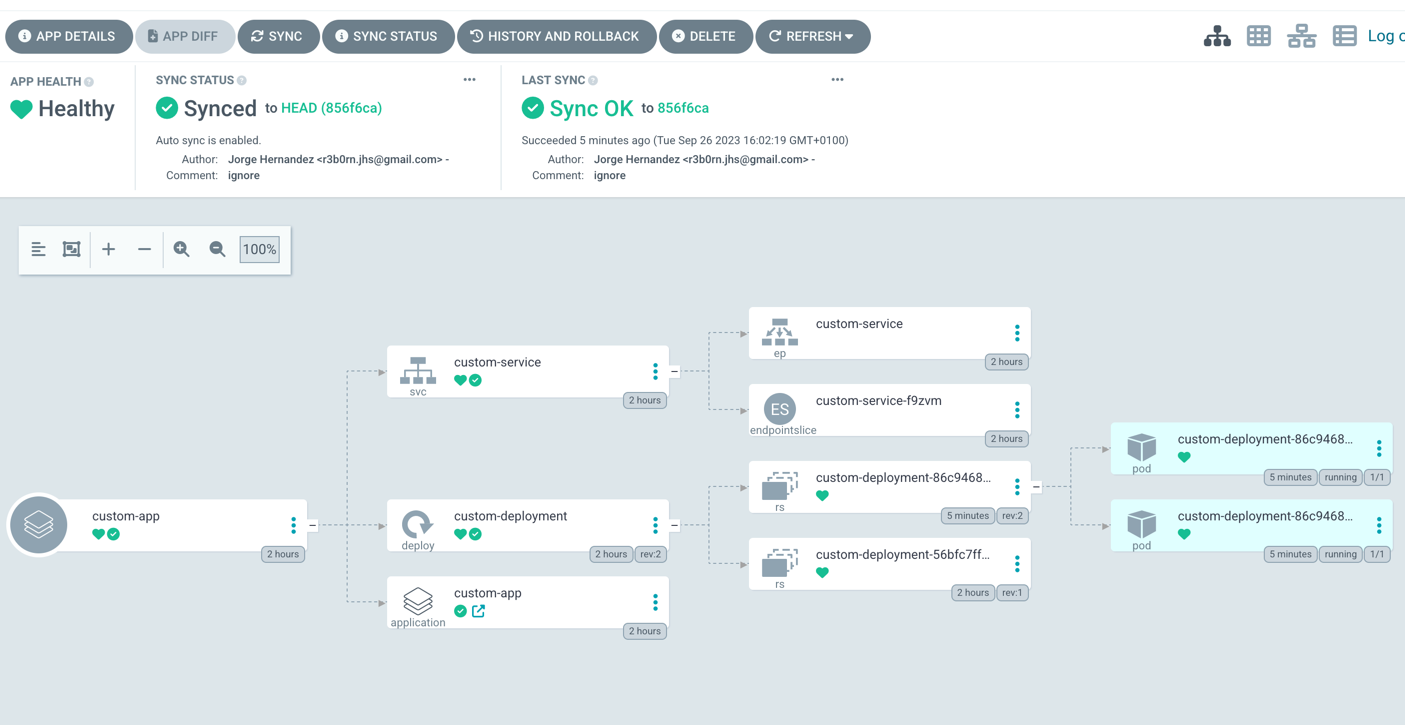 APP DETAILS
APP DIFF
SYNC
SYNC STATUS
HISTORY AND ROLLBACK
DELETE
REFRESH
Log o
APP HEALTH
Healthy
SYNC STATUS
Synced to HEAD (856f6ca)
Auto sync is enabled.
Author: Jorge Hernandez <r3b0rn.jhs@gmail.com> -
Comment: ignore
LAST SYNC
Sync OK to 856f6ca
Succeeded 5 minutes ago (Tue Sep 26 2023 16:02:19 GMT+0100)
Author: Jorge Hernandez <r3b0rn.jhs@gmail.com> -
Comment: ignore
100%
custom-app
2 hours
custom-service
svc
2 hours
custom-deployment
deploy
2 hours rev:2
custom-app
application
2 hours
custom-service
ep
2 hours
ES
custom-service-f9zvm
endpointslice
2 hours
custom-deployment-86c9468...
rs
5 minutes rev:2
custom-deployment-56bfc7ff...
rs
2 hours rev:1
custom-deployment-86c9468...
pod
5 minutes running 1/1
custom-deployment-86c9468...
pod
5 minutes running 1/1